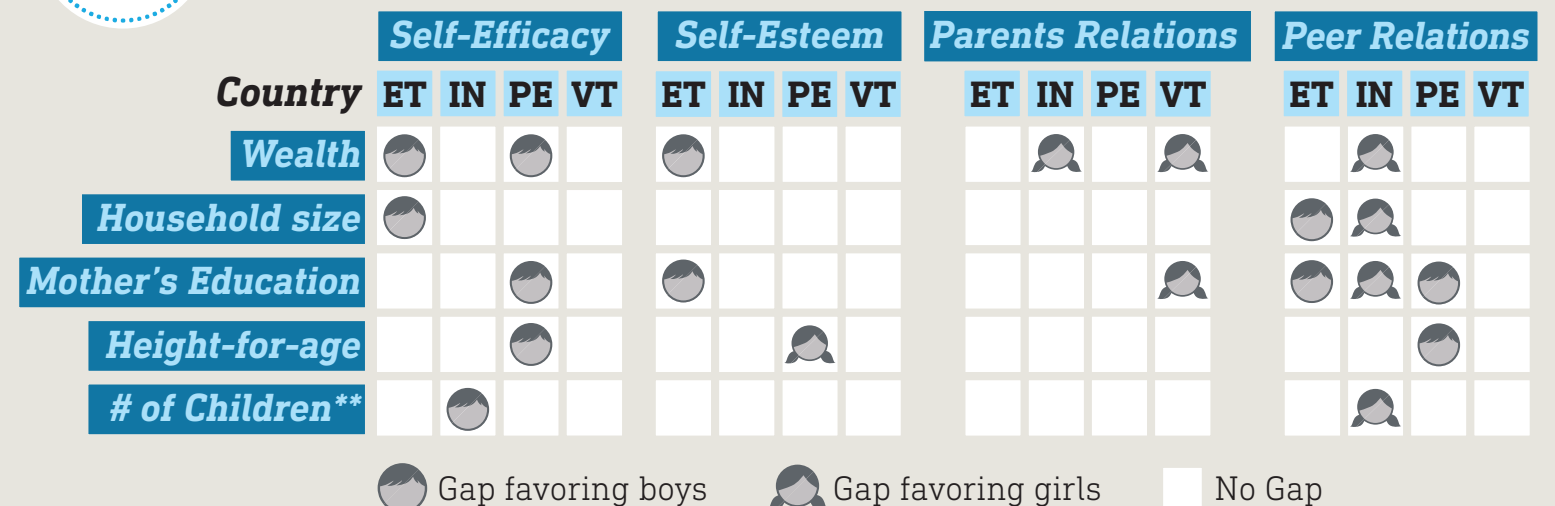 Self-Efficacy Self-Esteem Parents Relations Peer Relations
Country ET IN PE VT ET IN PE VT ET IN PE VT ET IN PE VT
Wealth
Household size
Mother's Education
Height-for-age
# of Children**
Gap favoring boys Gap favoring girls No Gap